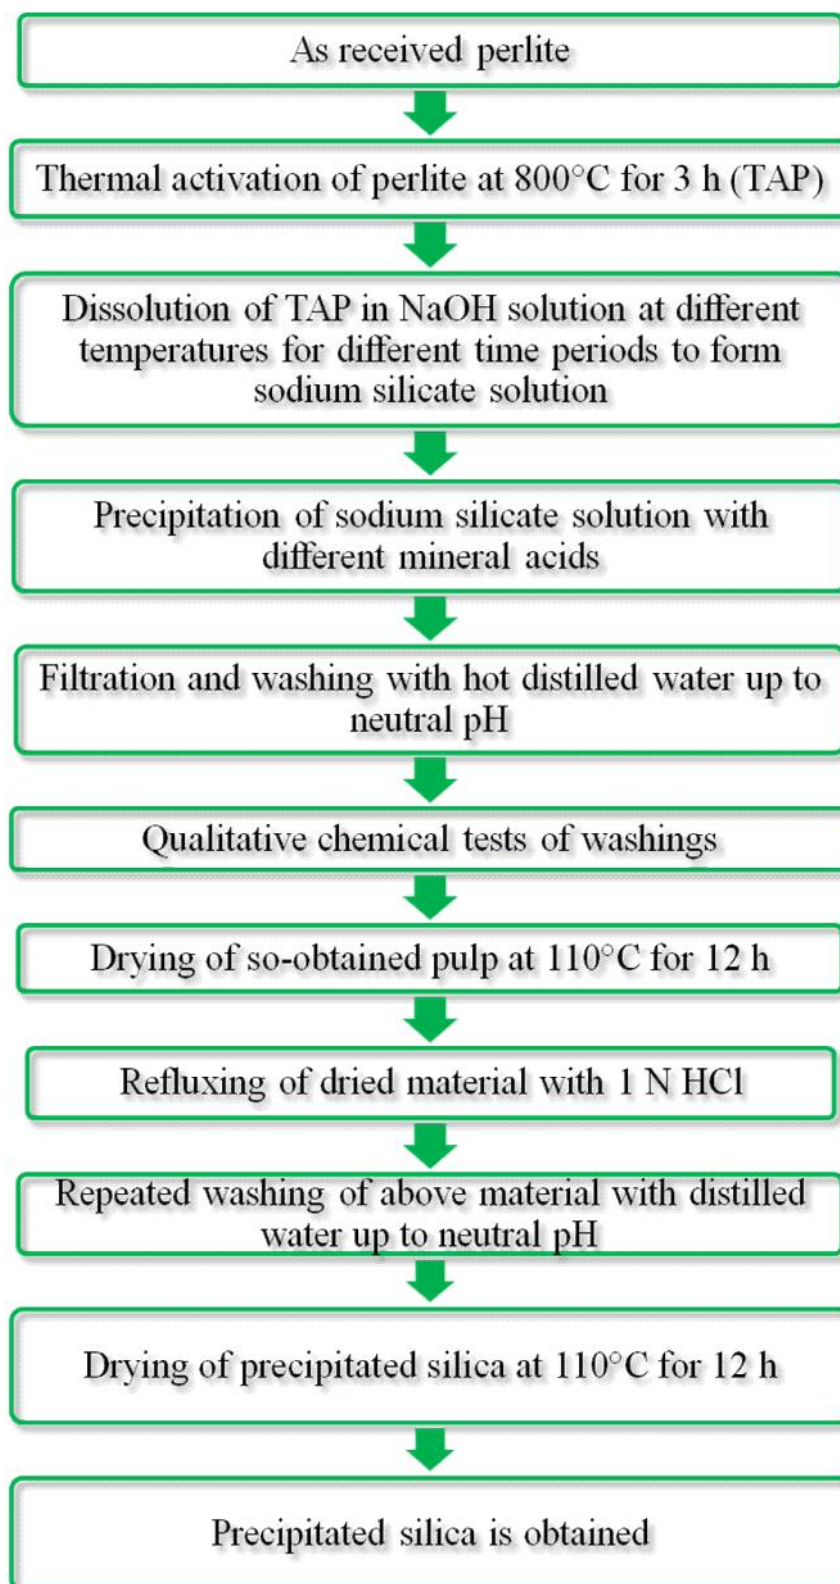 As received perlite
Thermal activation of perlite at 800°C for 3 h (TAP)
Dissolution of TAP in NaOH solution at different
temperatures for different time periods to form
sodium silicate solution
Precipitation of sodium silicate solution with
different mineral acids
Filtration and washing with hot distilled water up to
neutral pH
Qualitative chemical tests of washings
Drying of so-obtained pulp at 110°C for 12 h
Refluxing of dried material with 1 N HCl
Repeated washing of above material with distilled
water up to neutral pH
Drying of precipitated silica at 110°C for 12 h
Precipitated silica is obtained